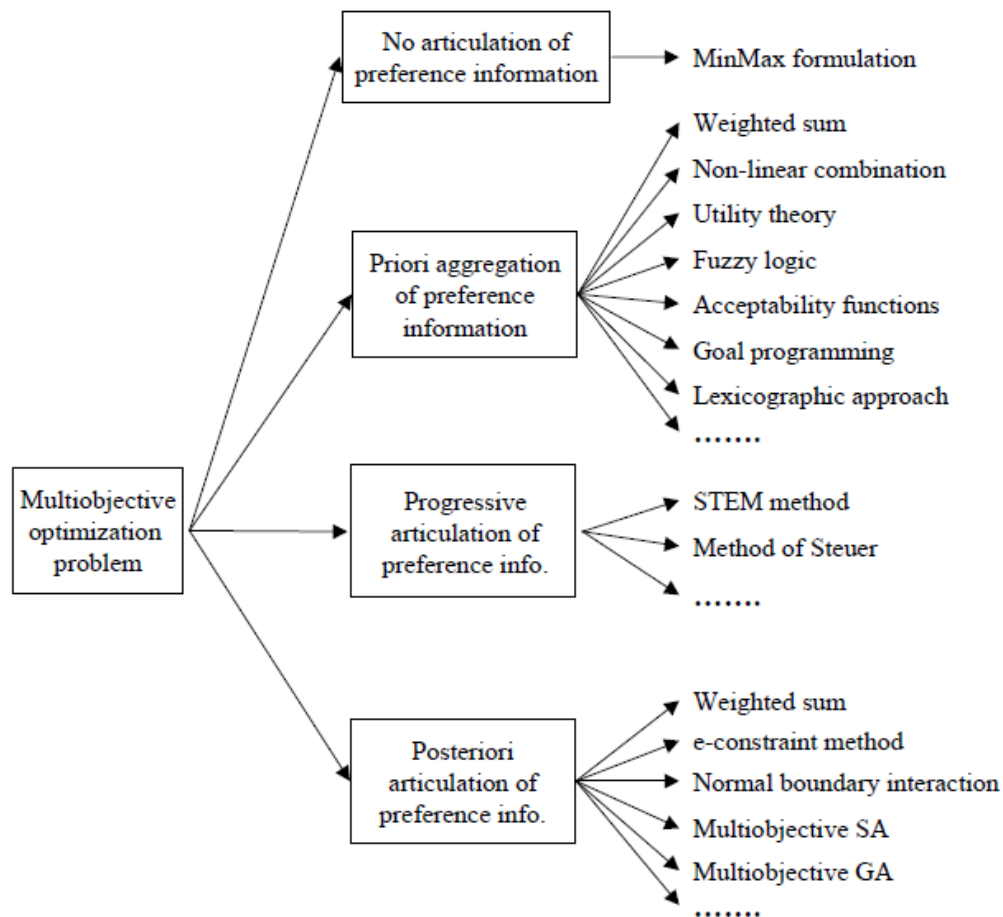 No articulation of
preference information
MinMax formulation
Weighted sum
Non-linear combination
Utility theory
Fuzzy logic
Acceptability functions
Goal programming
Lexicographic approach
.......
Priori aggregation
of preference
information
Multiobjective
optimization
problem
Progressive
articulation of
preference info.
STEM method
Method of Steuer
.......
Posteriori
articulation of
preference info.
Weighted sum
e-constraint method
Normal boundary interaction
Multiobjective SA
Multiobjective GA
.......